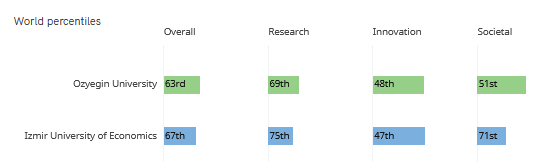 World percentiles
Overall Research Innovation Societal
Ozyegin University 63rd 69th 48th 51st
Izmir University of Economics 67th 75th 47th 71st